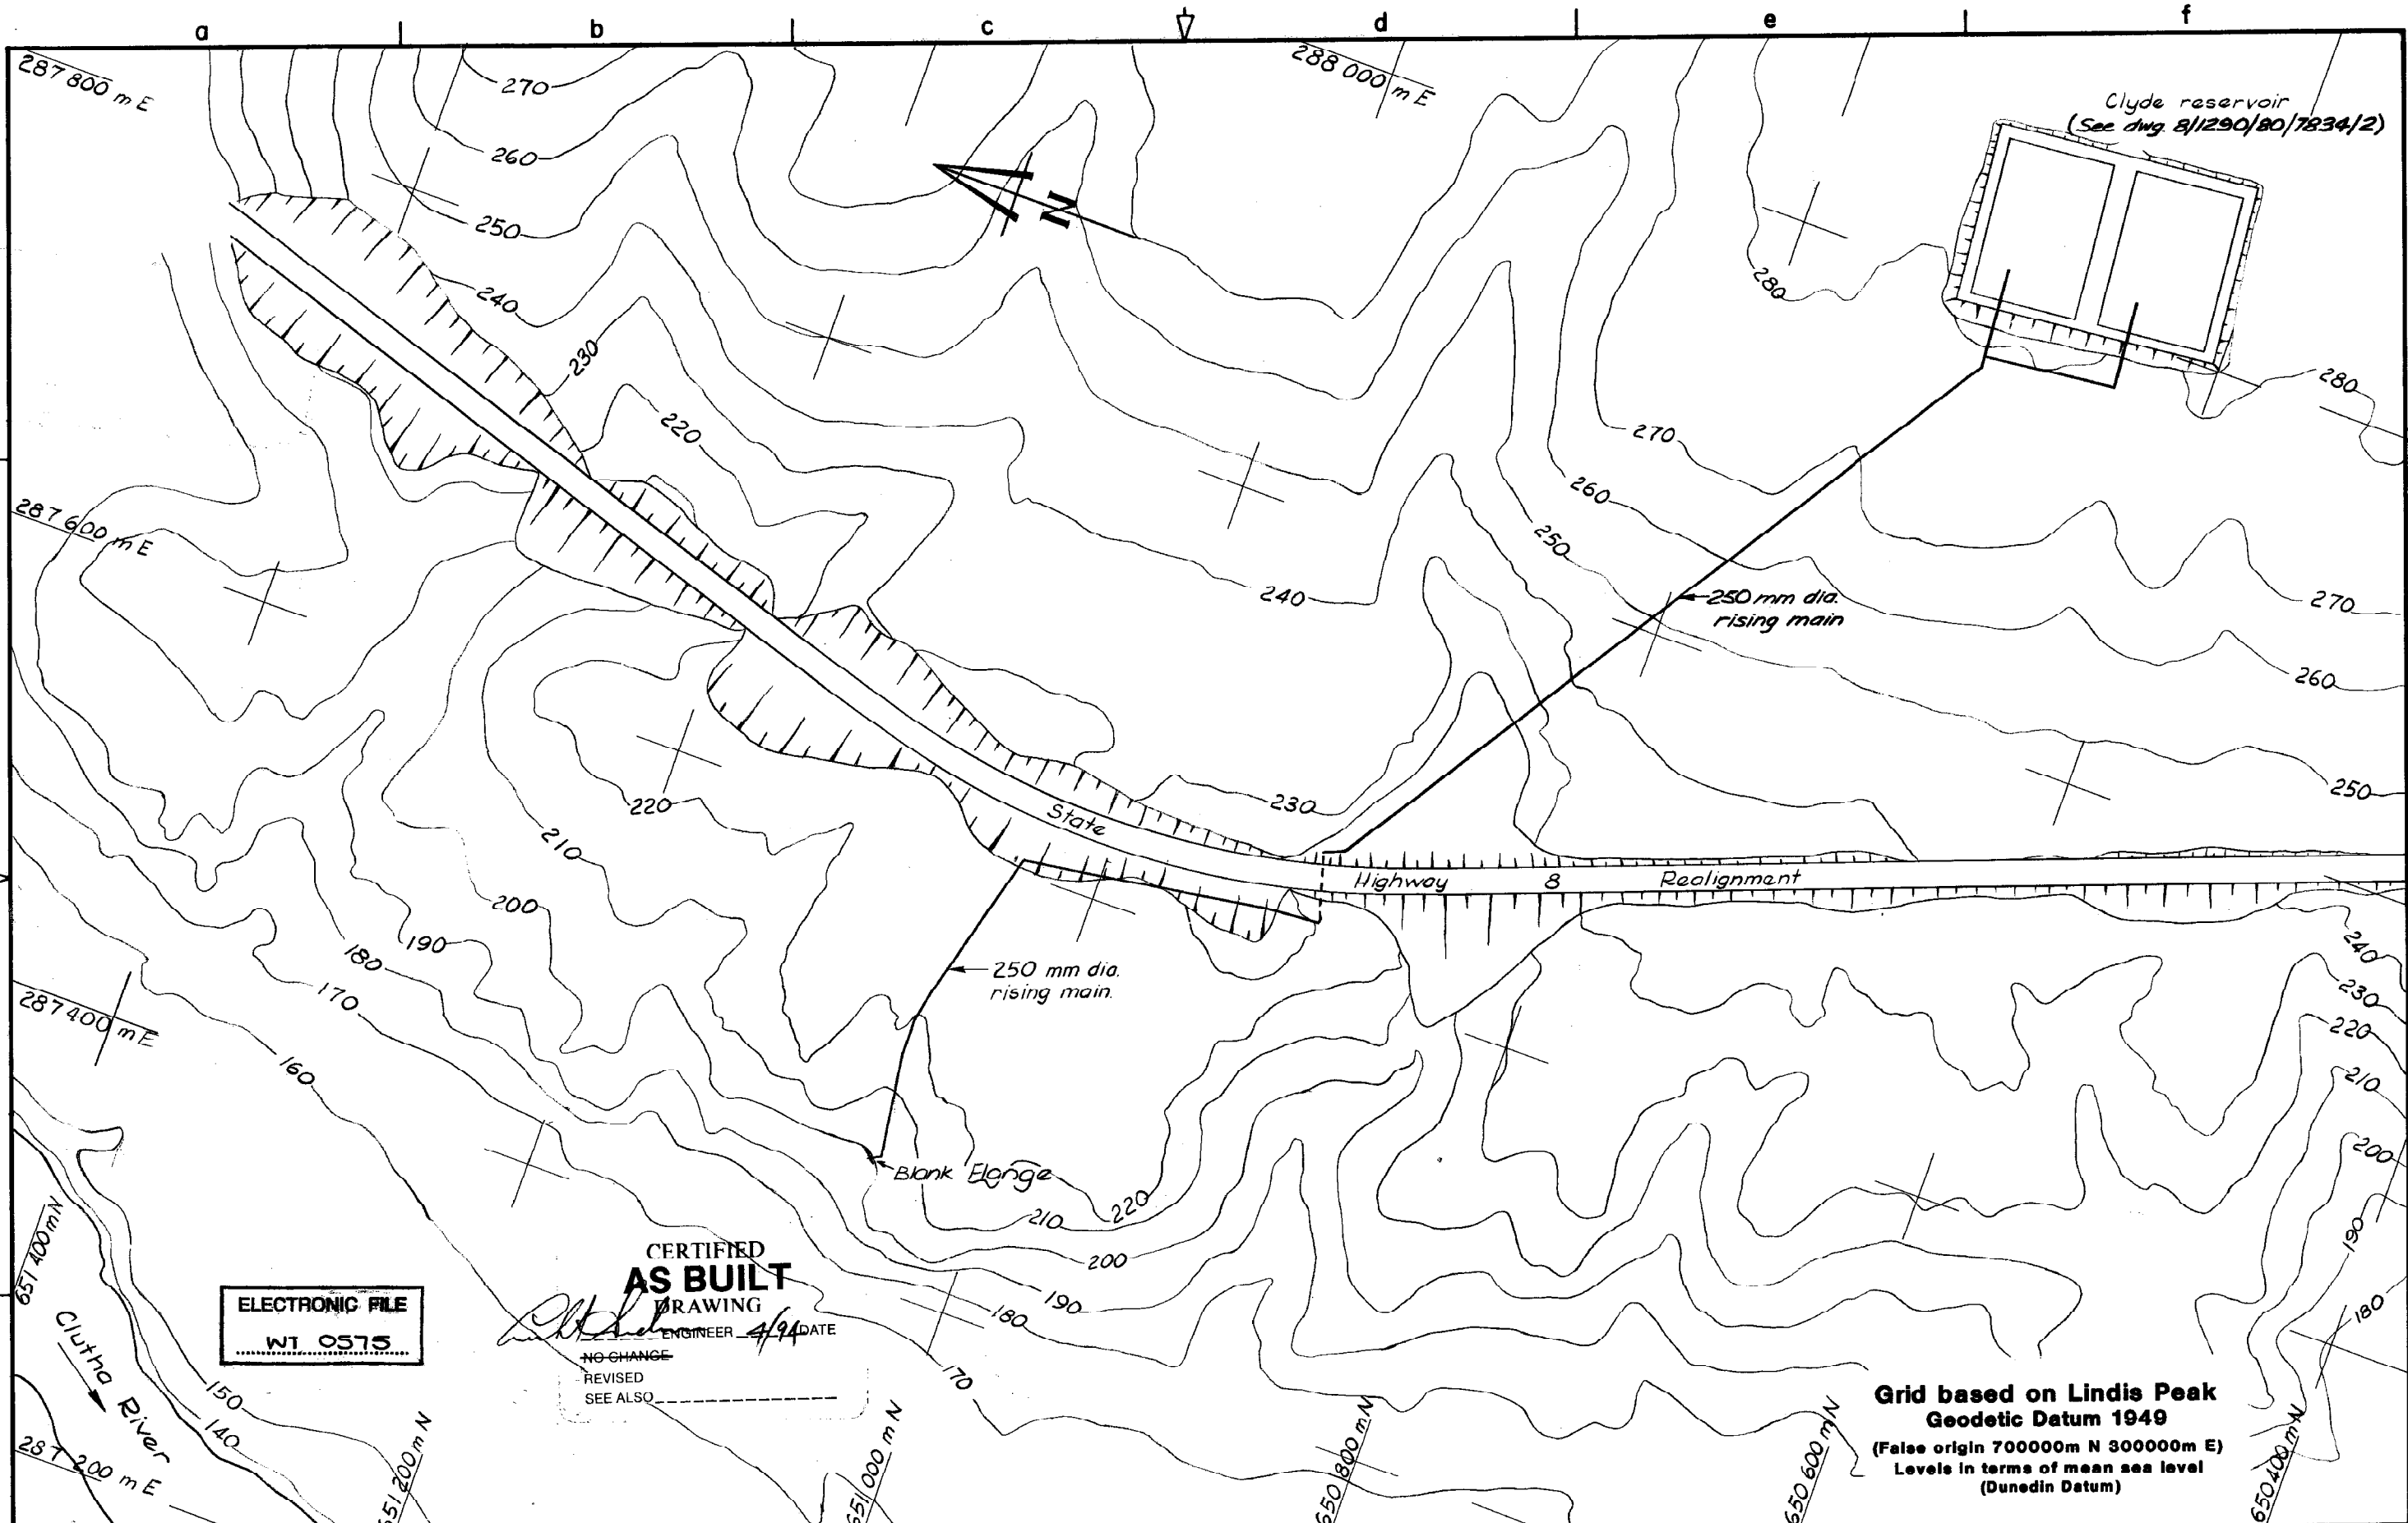 a
b
c
d
e
f
287 800 m E
288 000 m E
Clyde reservoir
(See dwg. 8/1290/80/7834/2)
270
260
250
240
230
220
N
280
280
270
260
250
240
287 600 m E
250 mm dia.
rising main
270
260
250
230
220
210
200
190
180
170
160
State
Highway 8 Realignment
250 mm dia.
rising main.
287 400 m E
Blank Flange
240
230
220
210
200
190
180
220
210
200
190
180
170
651 400 m N
CERTIFIED
AS BUILT
DRAWING
ENGINEER 4/94 DATE
NO CHANGE
REVISED
SEE ALSO
ELECTRONIC FILE
WT 0575
Clutha River
150
140
287 200 m E
651 200 m N
651 000 m N
650 800 m N
650 600 m N
650 400 m N
Grid based on Lindis Peak
Geodetic Datum 1949
(False origin 700000m N 300000m E)
Levels in terms of mean sea level
(Dunedin Datum)